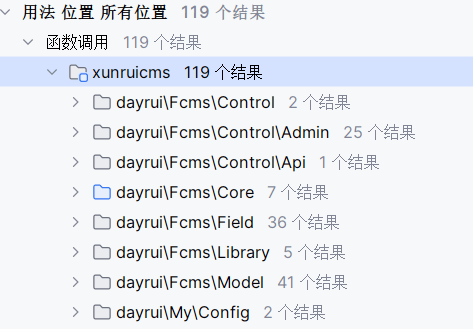 用法 位置 所有位置 119 个结果
函数调用 119 个结果
xunruicms 119 个结果
dayrui\Fcms\Control 2 个结果
dayrui\Fcms\Control\Admin 25 个结果
dayrui\Fcms\Control\Api 1 个结果
dayrui\Fcms\Core 7 个结果
dayrui\Fcms\Field 36 个结果
dayrui\Fcms\Library 5 个结果
dayrui\Fcms\Model 41 个结果
dayrui\My\Config 2 个结果